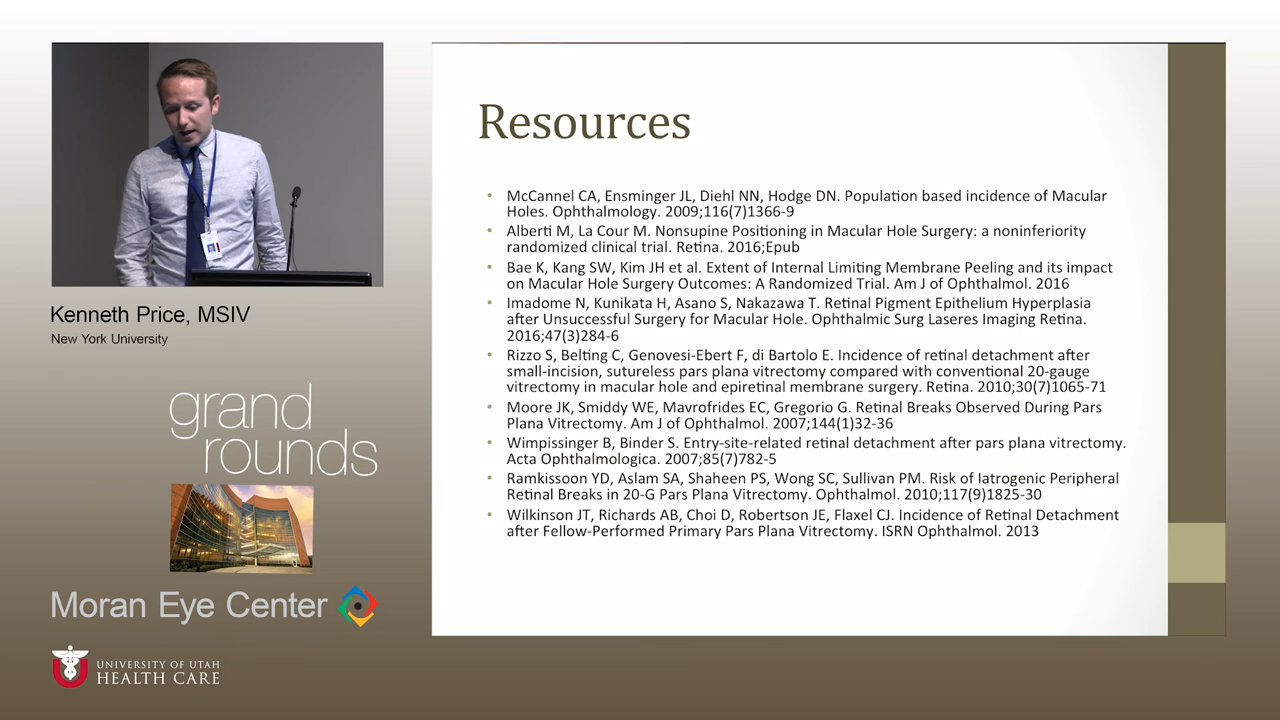 Kenneth Price, MSIV
New York University
grand
rounds
Moran Eye Center
UNIVERSITY OF UTAH
HEALTH CARE
Resources
• McCannel CA, Ensminger JL, Diehl NN, Hodge DN. Population based incidence of Macular
Holes. Ophthalmology. 2009;116(7)1366-9
• Alberti M, La Cour M. Nonsupine Positioning in Macular Hole Surgery: a noninferiority
randomized clinical trial. Retina. 2016;Epub
• Bae K, Kang SW, Kim JH et al. Extent of Internal Limiting Membrane Peeling and its impact
on Macular Hole Surgery Outcomes: A Randomized Trial. Am J of Ophthalmol. 2016
• Imadome N, Kunikata H, Asano S, Nakazawa T. Retinal Pigment Epithelium Hyperplasia
after Unsuccessful Surgery for Macular Hole. Ophthalmic Surg Laseres Imaging Retina.
2016;47(3)284-6
• Rizzo S, Belting C, Genovesi-Ebert F, di Bartolo E. Incidence of retinal detachment after
small-incision, sutureless pars plana vitrectomy compared with conventional 20-gauge
vitrectomy in macular hole and epiretinal membrane surgery. Retina. 2010;30(7)1065-71
• Moore JK, Smiddy WE, Mavrofrides EC, Gregorio G. Retinal Breaks Observed During Pars
Plana Vitrectomy. Am J of Ophthalmol. 2007;144(1)32-36
• Wimpissinger B, Binder S. Entry-site-related retinal detachment after pars plana vitrectomy.
Acta Ophthalmologica. 2007;85(7)782-5
• Ramkissoon YD, Aslam SA, Shaheen PS, Wong SC, Sullivan PM. Risk of Iatrogenic Peripheral
Retinal Breaks in 20-G Pars Plana Vitrectomy. Ophthalmol. 2010;117(9)1825-30
• Wilkinson JT, Richards AB, Choi D, Robertson JE, Flaxel CJ. Incidence of Retinal Detachment
after Fellow-Performed Primary Pars Plana Vitrectomy. ISRN Ophthalmol. 2013